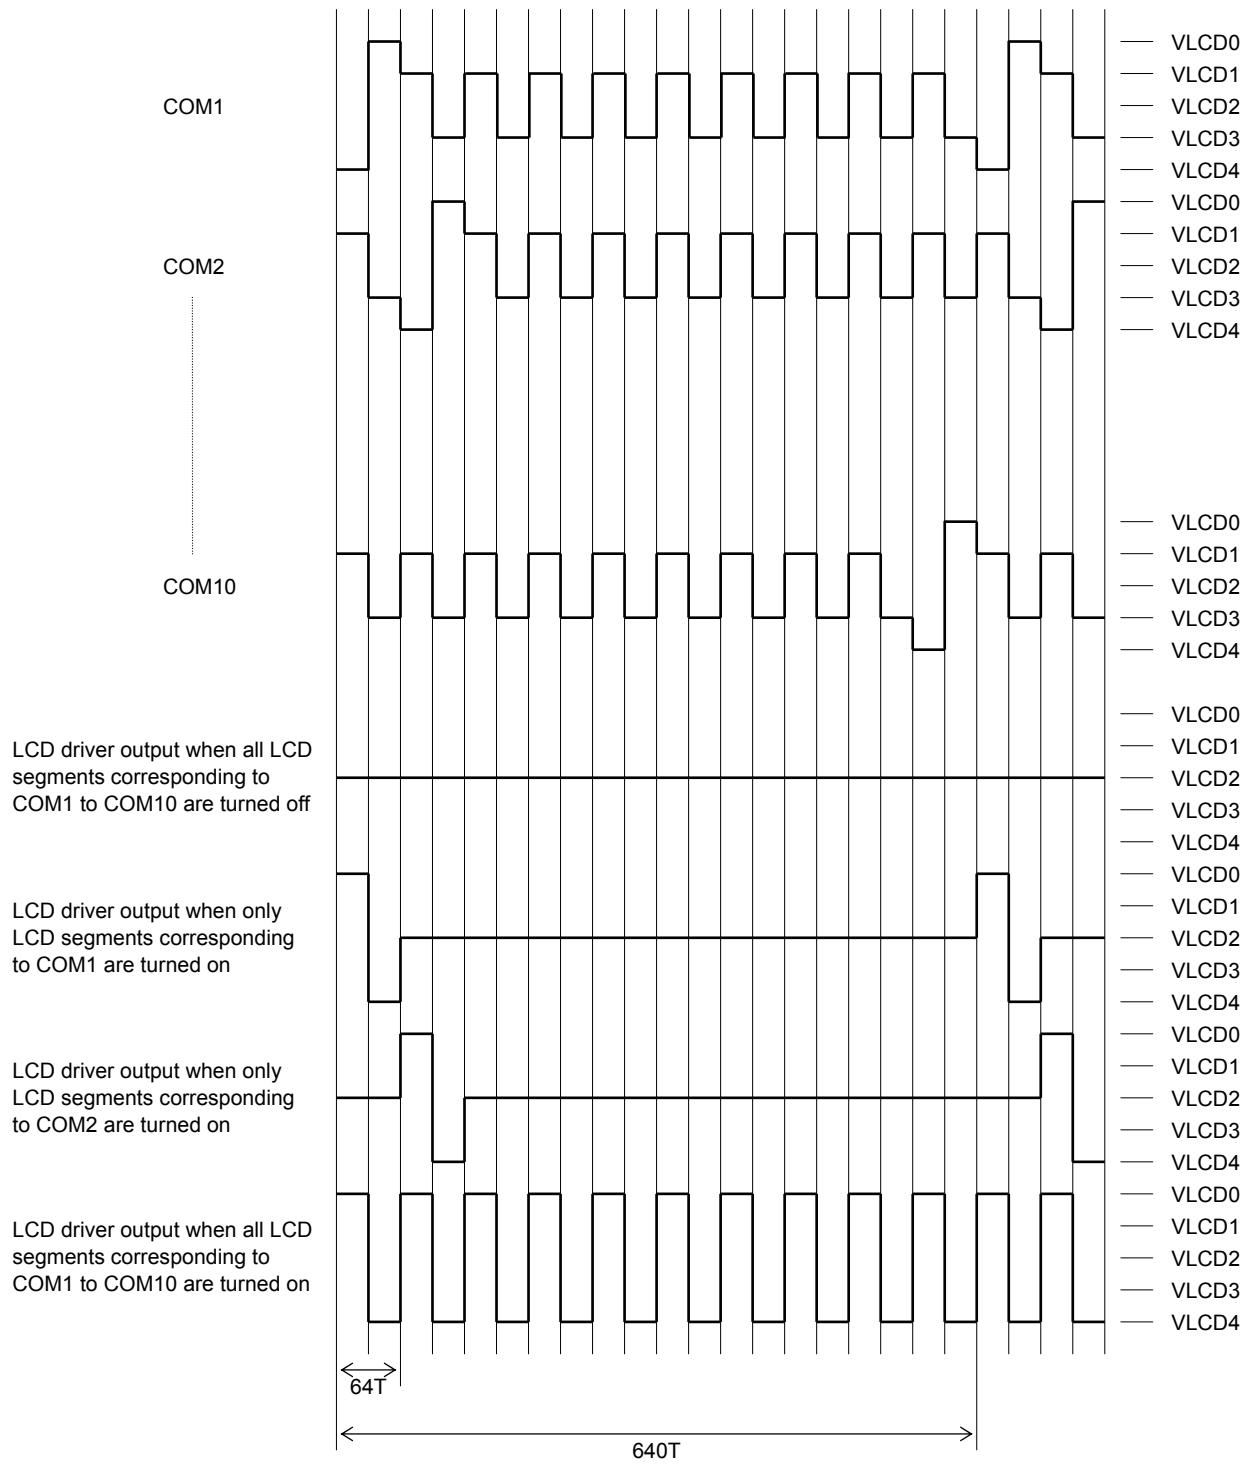 VLCD0
VLCD1
COM1
VLCD2
VLCD3
VLCD4
VLCD0
VLCD1
COM2
VLCD2
VLCD3
VLCD4
VLCD0
VLCD1
COM10
VLCD2
VLCD3
VLCD4
LCD driver output when all LCD
segments corresponding to
COM1 to COM10 are turned off
VLCD0
VLCD1
VLCD2
VLCD3
VLCD4
LCD driver output when only
LCD segments corresponding
to COM1 are turned on
VLCD0
VLCD1
VLCD2
VLCD3
VLCD4
LCD driver output when only
LCD segments corresponding
to COM2 are turned on
VLCD0
VLCD1
VLCD2
VLCD3
VLCD4
LCD driver output when all LCD
segments corresponding to
COM1 to COM10 are turned on
VLCD0
VLCD1
VLCD2
VLCD3
VLCD4
64T
640T